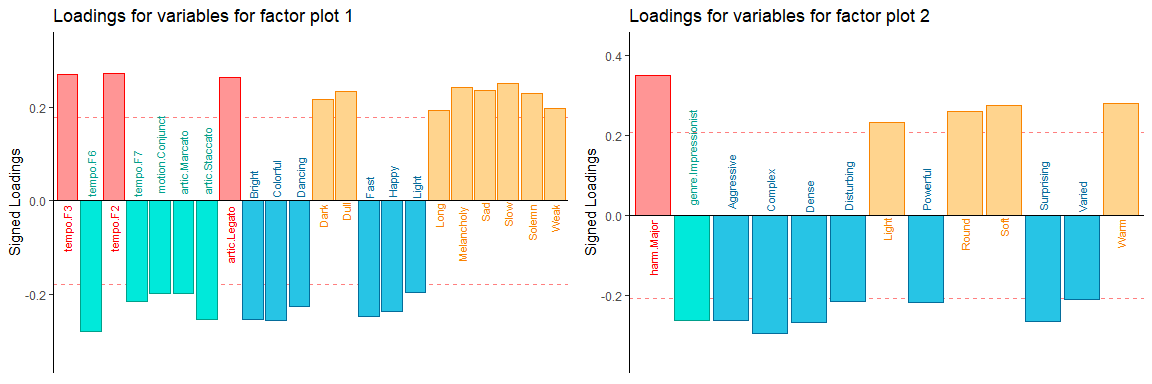 Loadings for variables for factor plot 1
Signed Loadings
0.2
0.0
-0.2
tempo.F3
tempo.F6
tempo.F2
tempo.F7
motion.Conjunct
artic.Marcato
artic.Staccato
artic.Legato
Bright
Colorful
Dancing
Dark
Dull
Fast
Happy
Light
Long
Melancholy
Sad
Slow
Solemn
Weak
Loadings for variables for factor plot 2
Signed Loadings
0.4
0.2
0.0
-0.2
harm.Major
genre.Impressionist
Aggressive
Complex
Dense
Disturbing
Light
Powerful
Round
Soft
Surprising
Varied
Warm